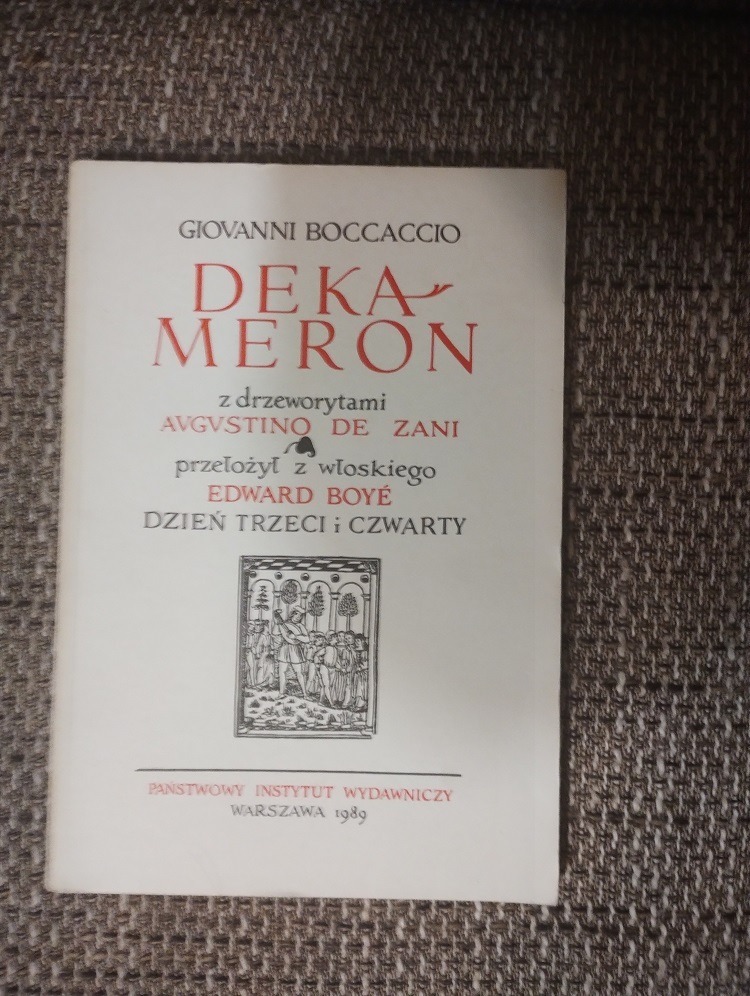 GIOVANNI BOCCACCIO
DEKA
MERON
z drzeworytami
AVGVSTINO DE ZANI
przełożył z włoskiego
EDWARD BOYÉ
DZIEŃ TRZECI i CZWARTY
PAŃSTWOWY INSTYTUT WYDAWNICZY
WARSZAWA 1989